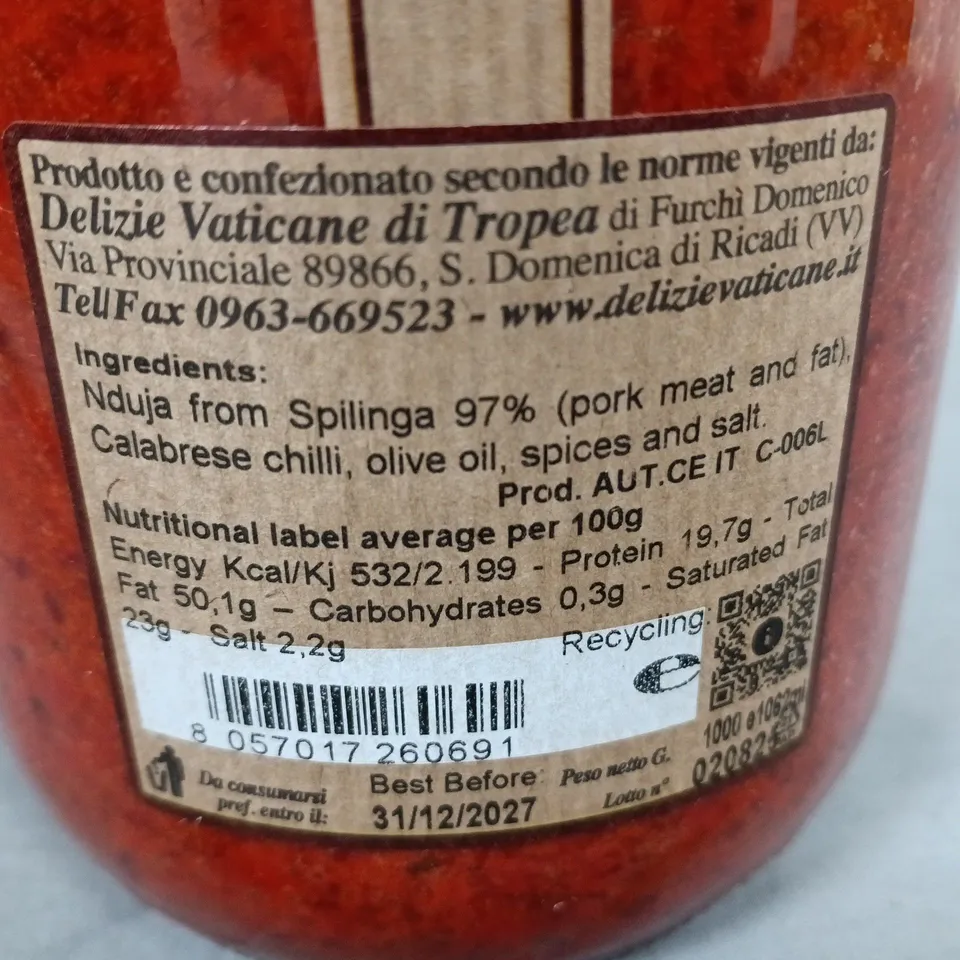 Prodotto e confezionato secondo le norme vigenti da:
Delizie Vaticane di Tropea di Furchì Domenico
Via Provinciale 89866, S. Domenica di Ricadi (VV)
Tel/Fax 0963-669523 - www.delizievaticane.it
Ingredients:
Nduja from Spilinga 97% (pork meat and fat),
Calabrese chilli, olive oil, spices and salt.
Prod. AUT.CE IT C-006L
Nutritional label average per 100g
Energy Kcal/Kj 532/2.199 - Protein 19,7g - Total
Fat 50,1g – Carbohydrates 0,3g - Saturated Fat
23g - Salt 2,2g
Recycling:
8 057017 260691
Da consumarsi
pref. entro il:
Best Before:
31/12/2027
Peso netto G.
1000 e
Lotto n°